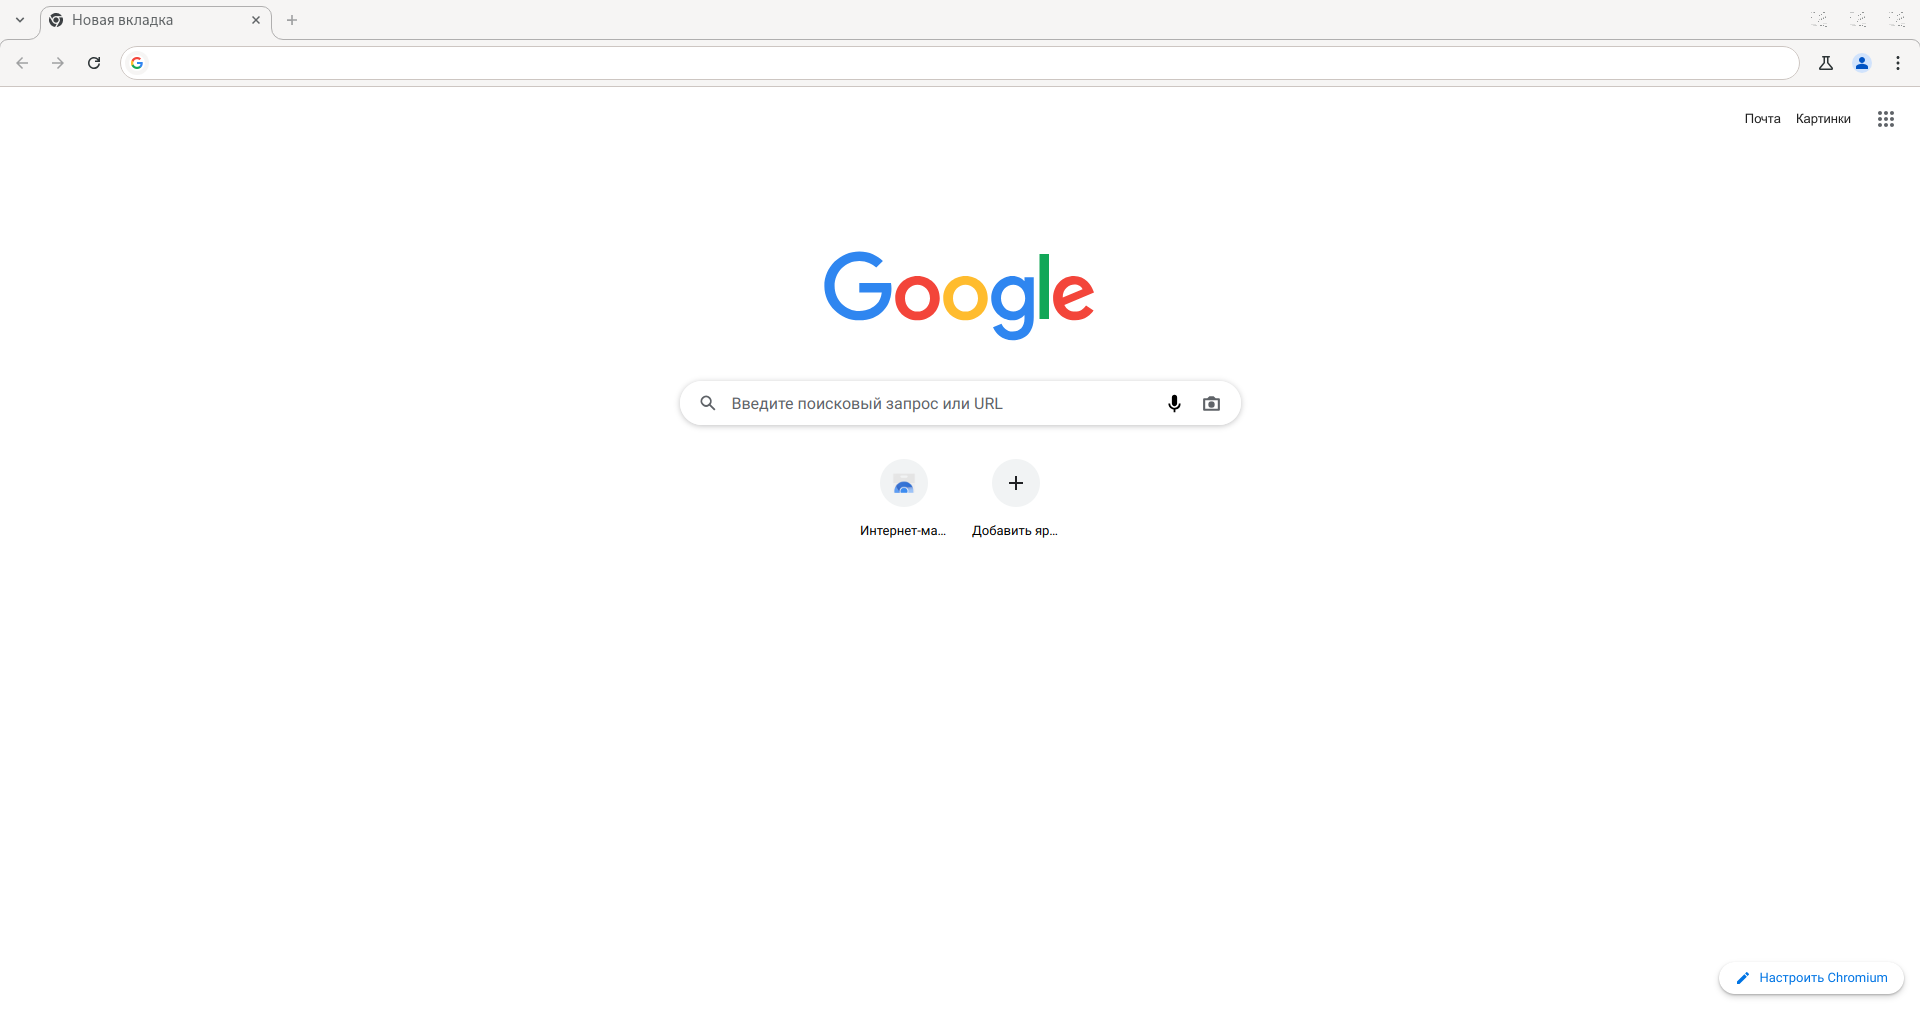 Новая вкладка
Почта Картинки
Google
Введите поисковый запрос или URL
Интернет-ма... Добавить яр...
Настроить Chromium